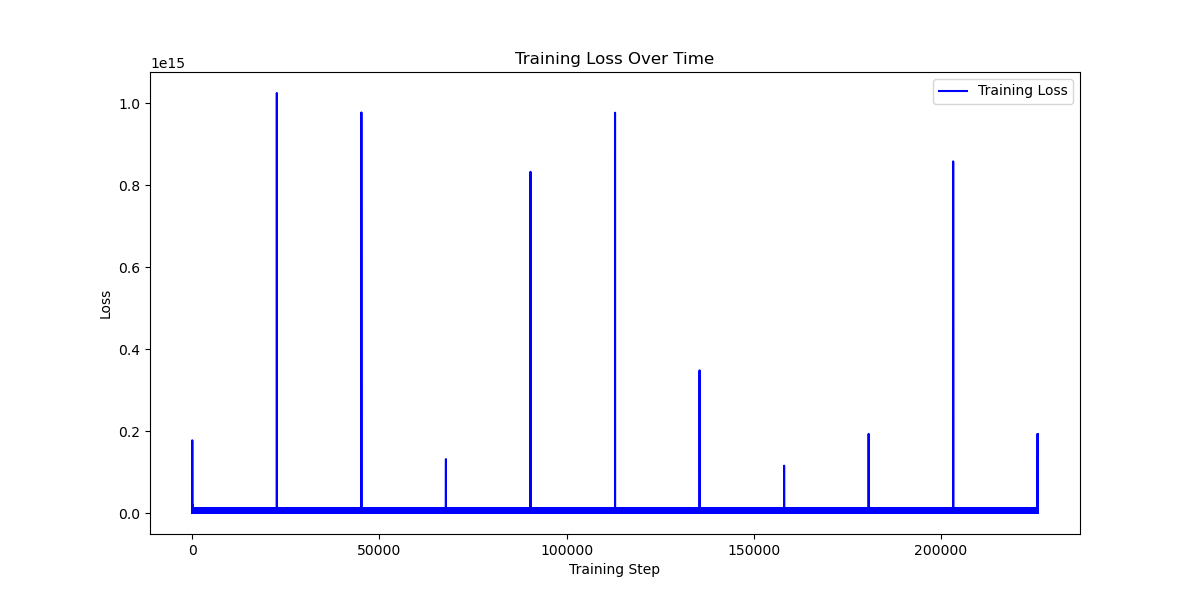 Training Loss Over Time
1e15
Training Loss
1.0
0.8
0.6
0.4
0.2
0.0
Loss
0 50000 100000 150000 200000
Training Step